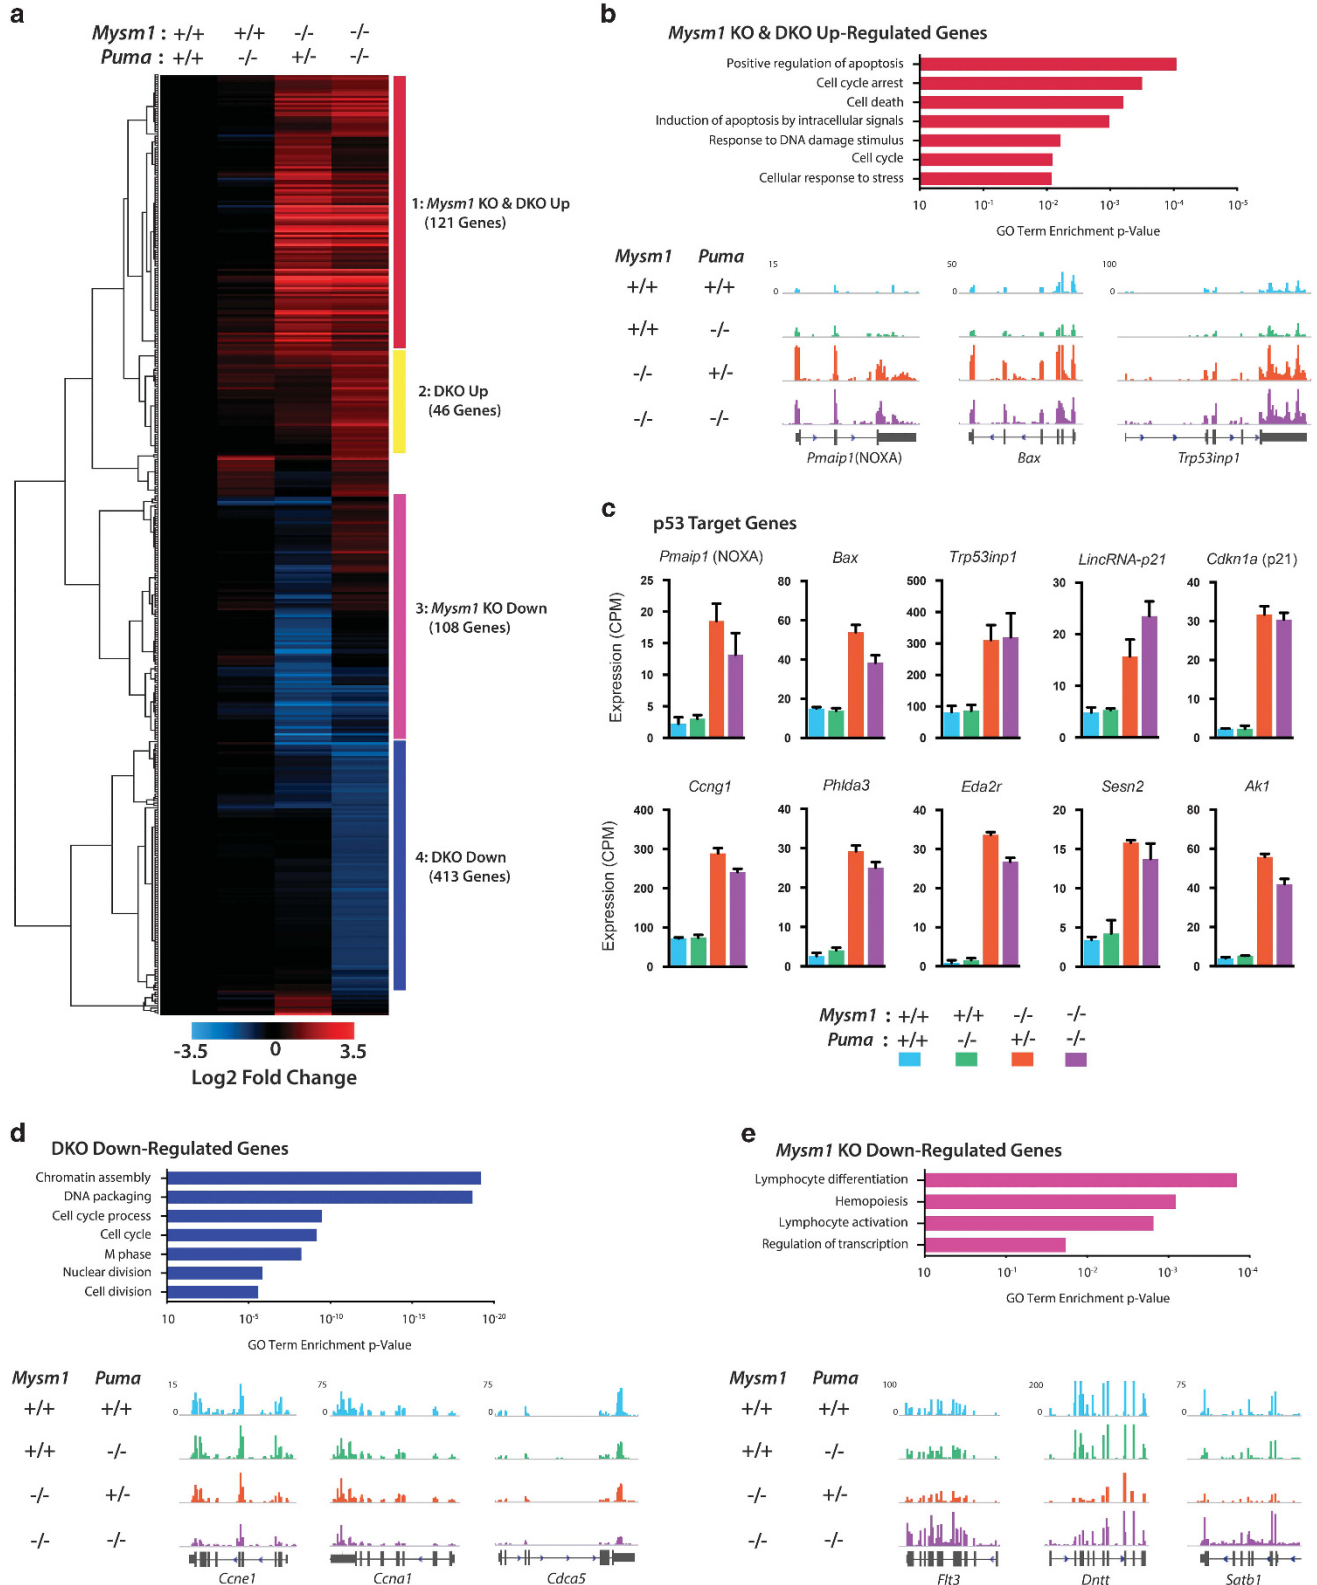 a
Mysm1 : +/+ +/+ -/- -/-
Puma : +/+ -/- +/- -/-
1: Mysm1 KO & DKO Up
(121 Genes)
2: DKO Up
(46 Genes)
3: Mysm1 KO Down
(108 Genes)
4: DKO Down
(413 Genes)
-3.5 0 3.5
Log2 Fold Change
b
Mysm1 KO & DKO Up-Regulated Genes
Positive regulation of apoptosis
Cell cycle arrest
Cell death
Induction of apoptosis by intracellular signals
Response to DNA damage stimulus
Cell cycle
Cellular response to stress
10 10-1 10-2 10-3 10-4 10-5
GO Term Enrichment p-Value
Mysm1 Puma
15 50 100
0 0 0
+/+ +/+
+/+ -/-
-/- +/-
-/- -/-
Pmaip1(NOXA) Bax Trp53inp1
c
p53 Target Genes
Pmaip1 (NOXA) Bax Trp53inp1 LincRNA-p21 Cdkn1a (p21)
Expression (CPM)
25 20 15 10 5 0
80 60 40 20 0
500 400 300 200 100 0
30 20 10 0
40 30 20 10 0
Ccng1 Phlda3 Eda2r Sesn2 Ak1
Expression (CPM)
400 300 200 100 0
40 30 20 10 0
40 30 20 10 0
20 15 10 5 0
80 60 40 20 0
Mysm1 : +/+ +/+ -/- -/-
Puma : +/+ -/- +/- -/-
d
DKO Down-Regulated Genes
Chromatin assembly
DNA packaging
Cell cycle process
Cell cycle
M phase
Nuclear division
Cell division
10 10-5 10-10 10-15 10-20
GO Term Enrichment p-Value
Mysm1 Puma
15 75 75
0 0 0
+/+ +/+
+/+ -/-
-/- +/-
-/- -/-
Ccne1 Ccna1 Cdca5
e
Mysm1 KO Down-Regulated Genes
Lymphocyte differentiation
Hemopoiesis
Lymphocyte activation
Regulation of transcription
10 10-1 10-2 10-3 10-4
GO Term Enrichment p-Value
Mysm1 Puma
100 200 75
0 0 0
+/+ +/+
+/+ -/-
-/- +/-
-/- -/-
Flt3 Dntt Satb1